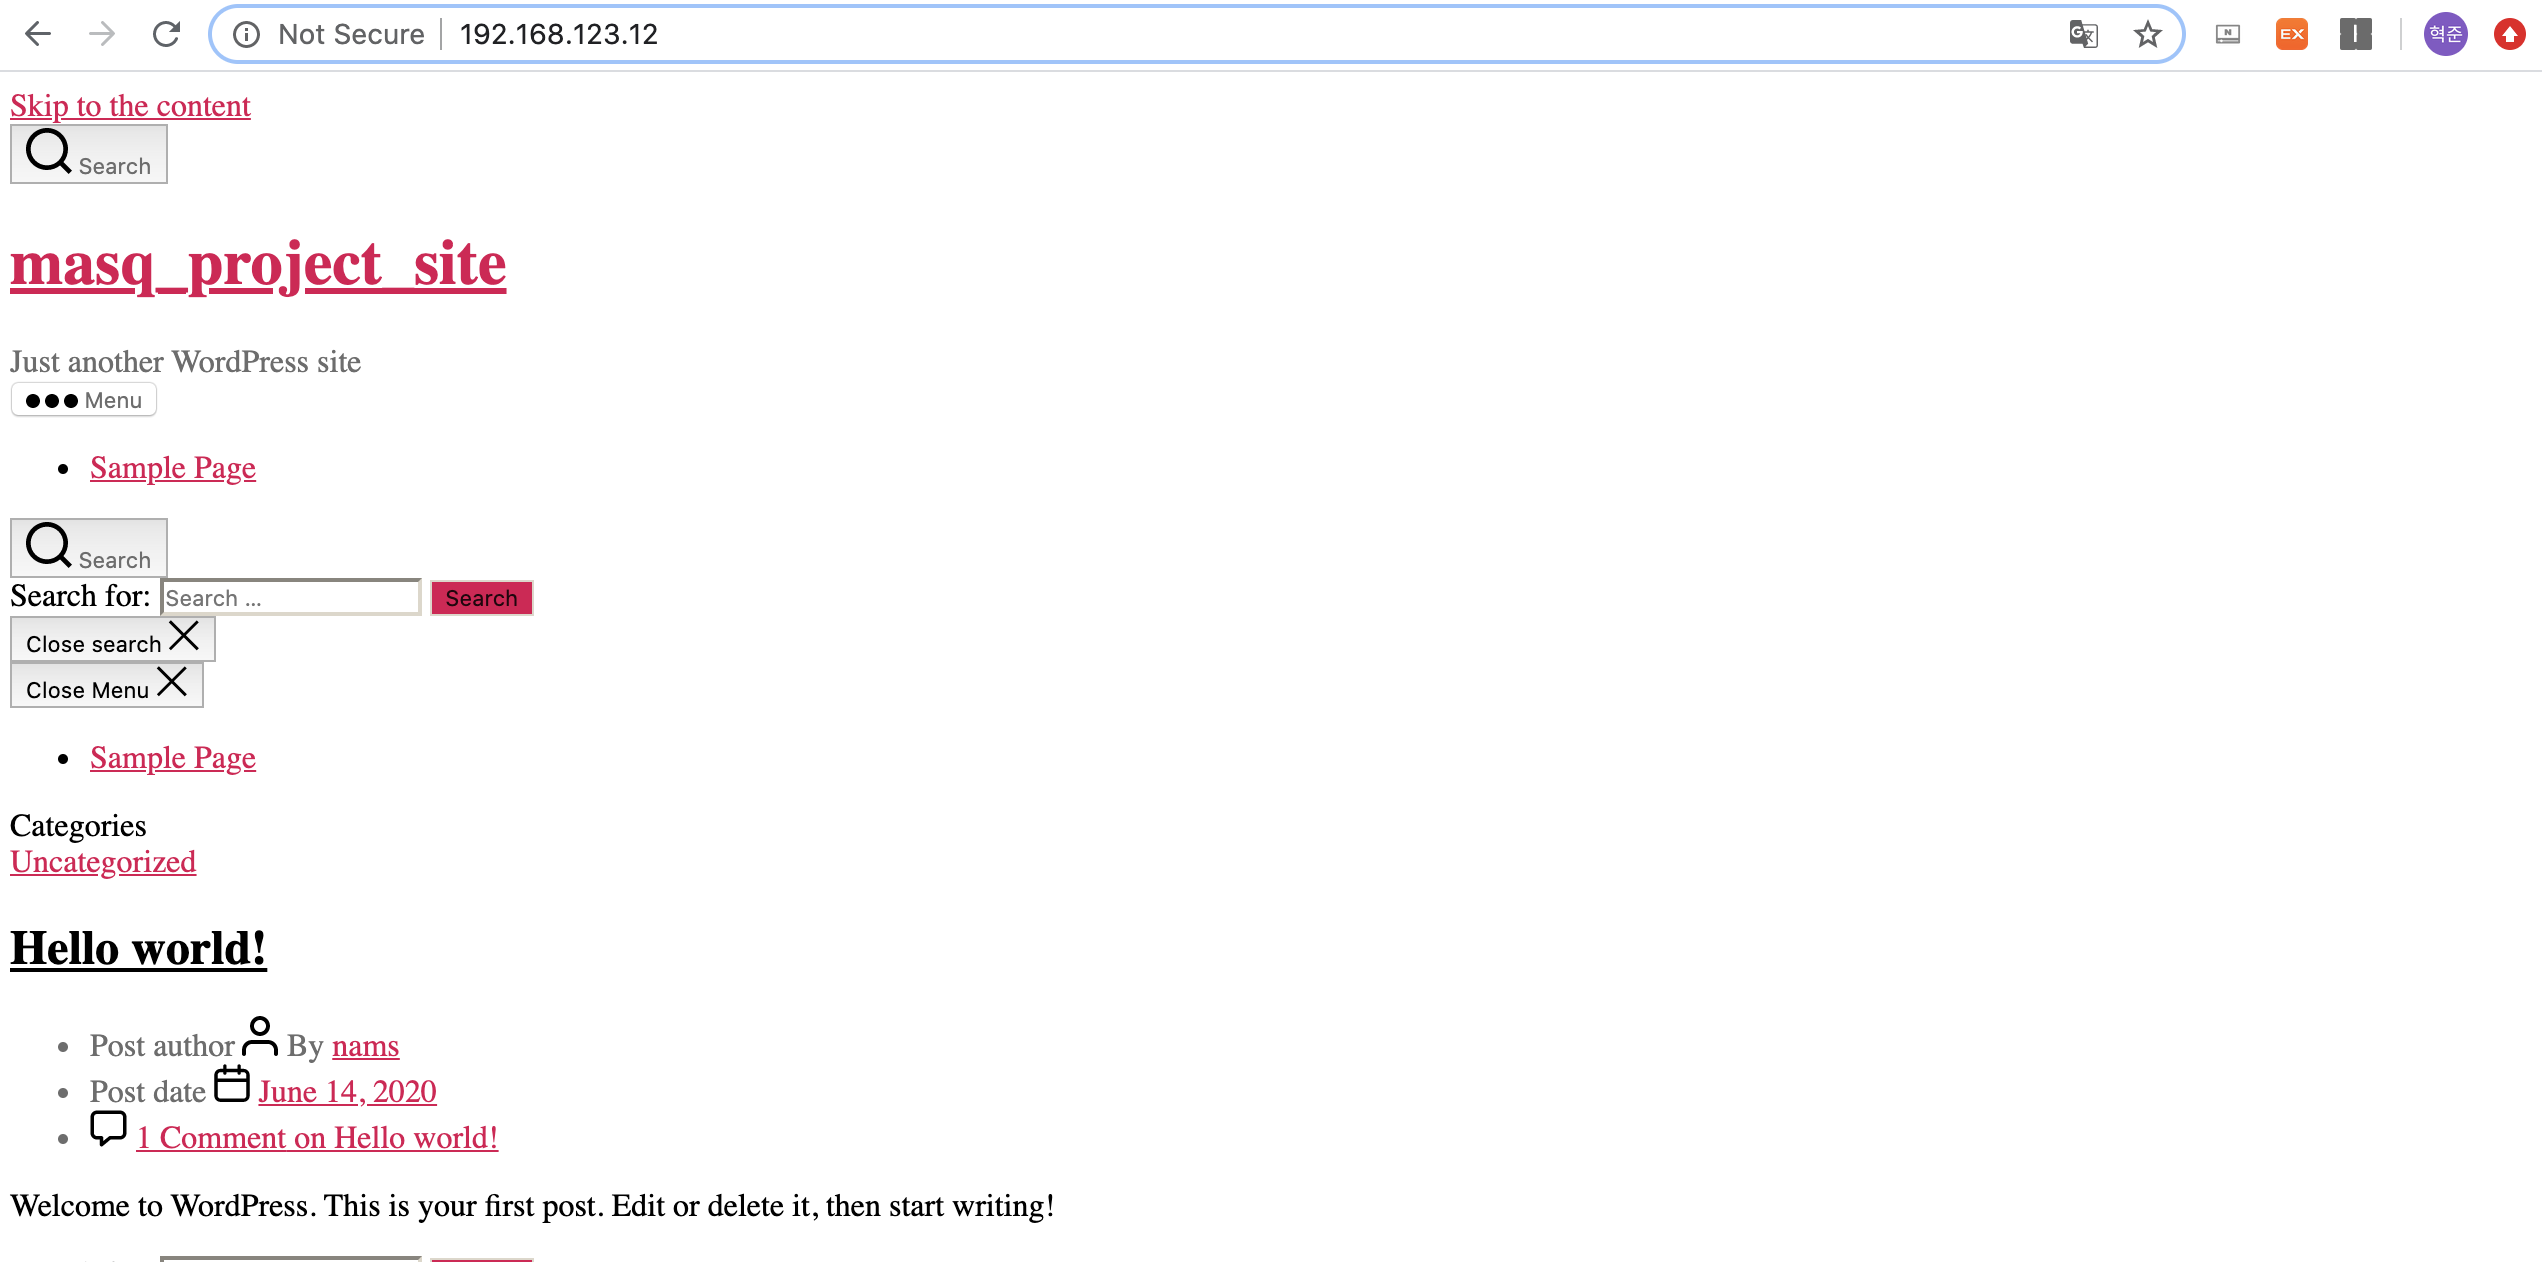 Not Secure 192.168.123.12
EX
혁준
Skip to the content
Search
masq_project_site
Just another WordPress site
Menu
Sample Page
Search
Search for: Search ... Search
Close search
Close Menu
Sample Page
Categories
Uncategorized
Hello world!
Post author By nams
Post date June 14, 2020
1 Comment on Hello world!
Welcome to WordPress. This is your first post. Edit or delete it, then start writing!